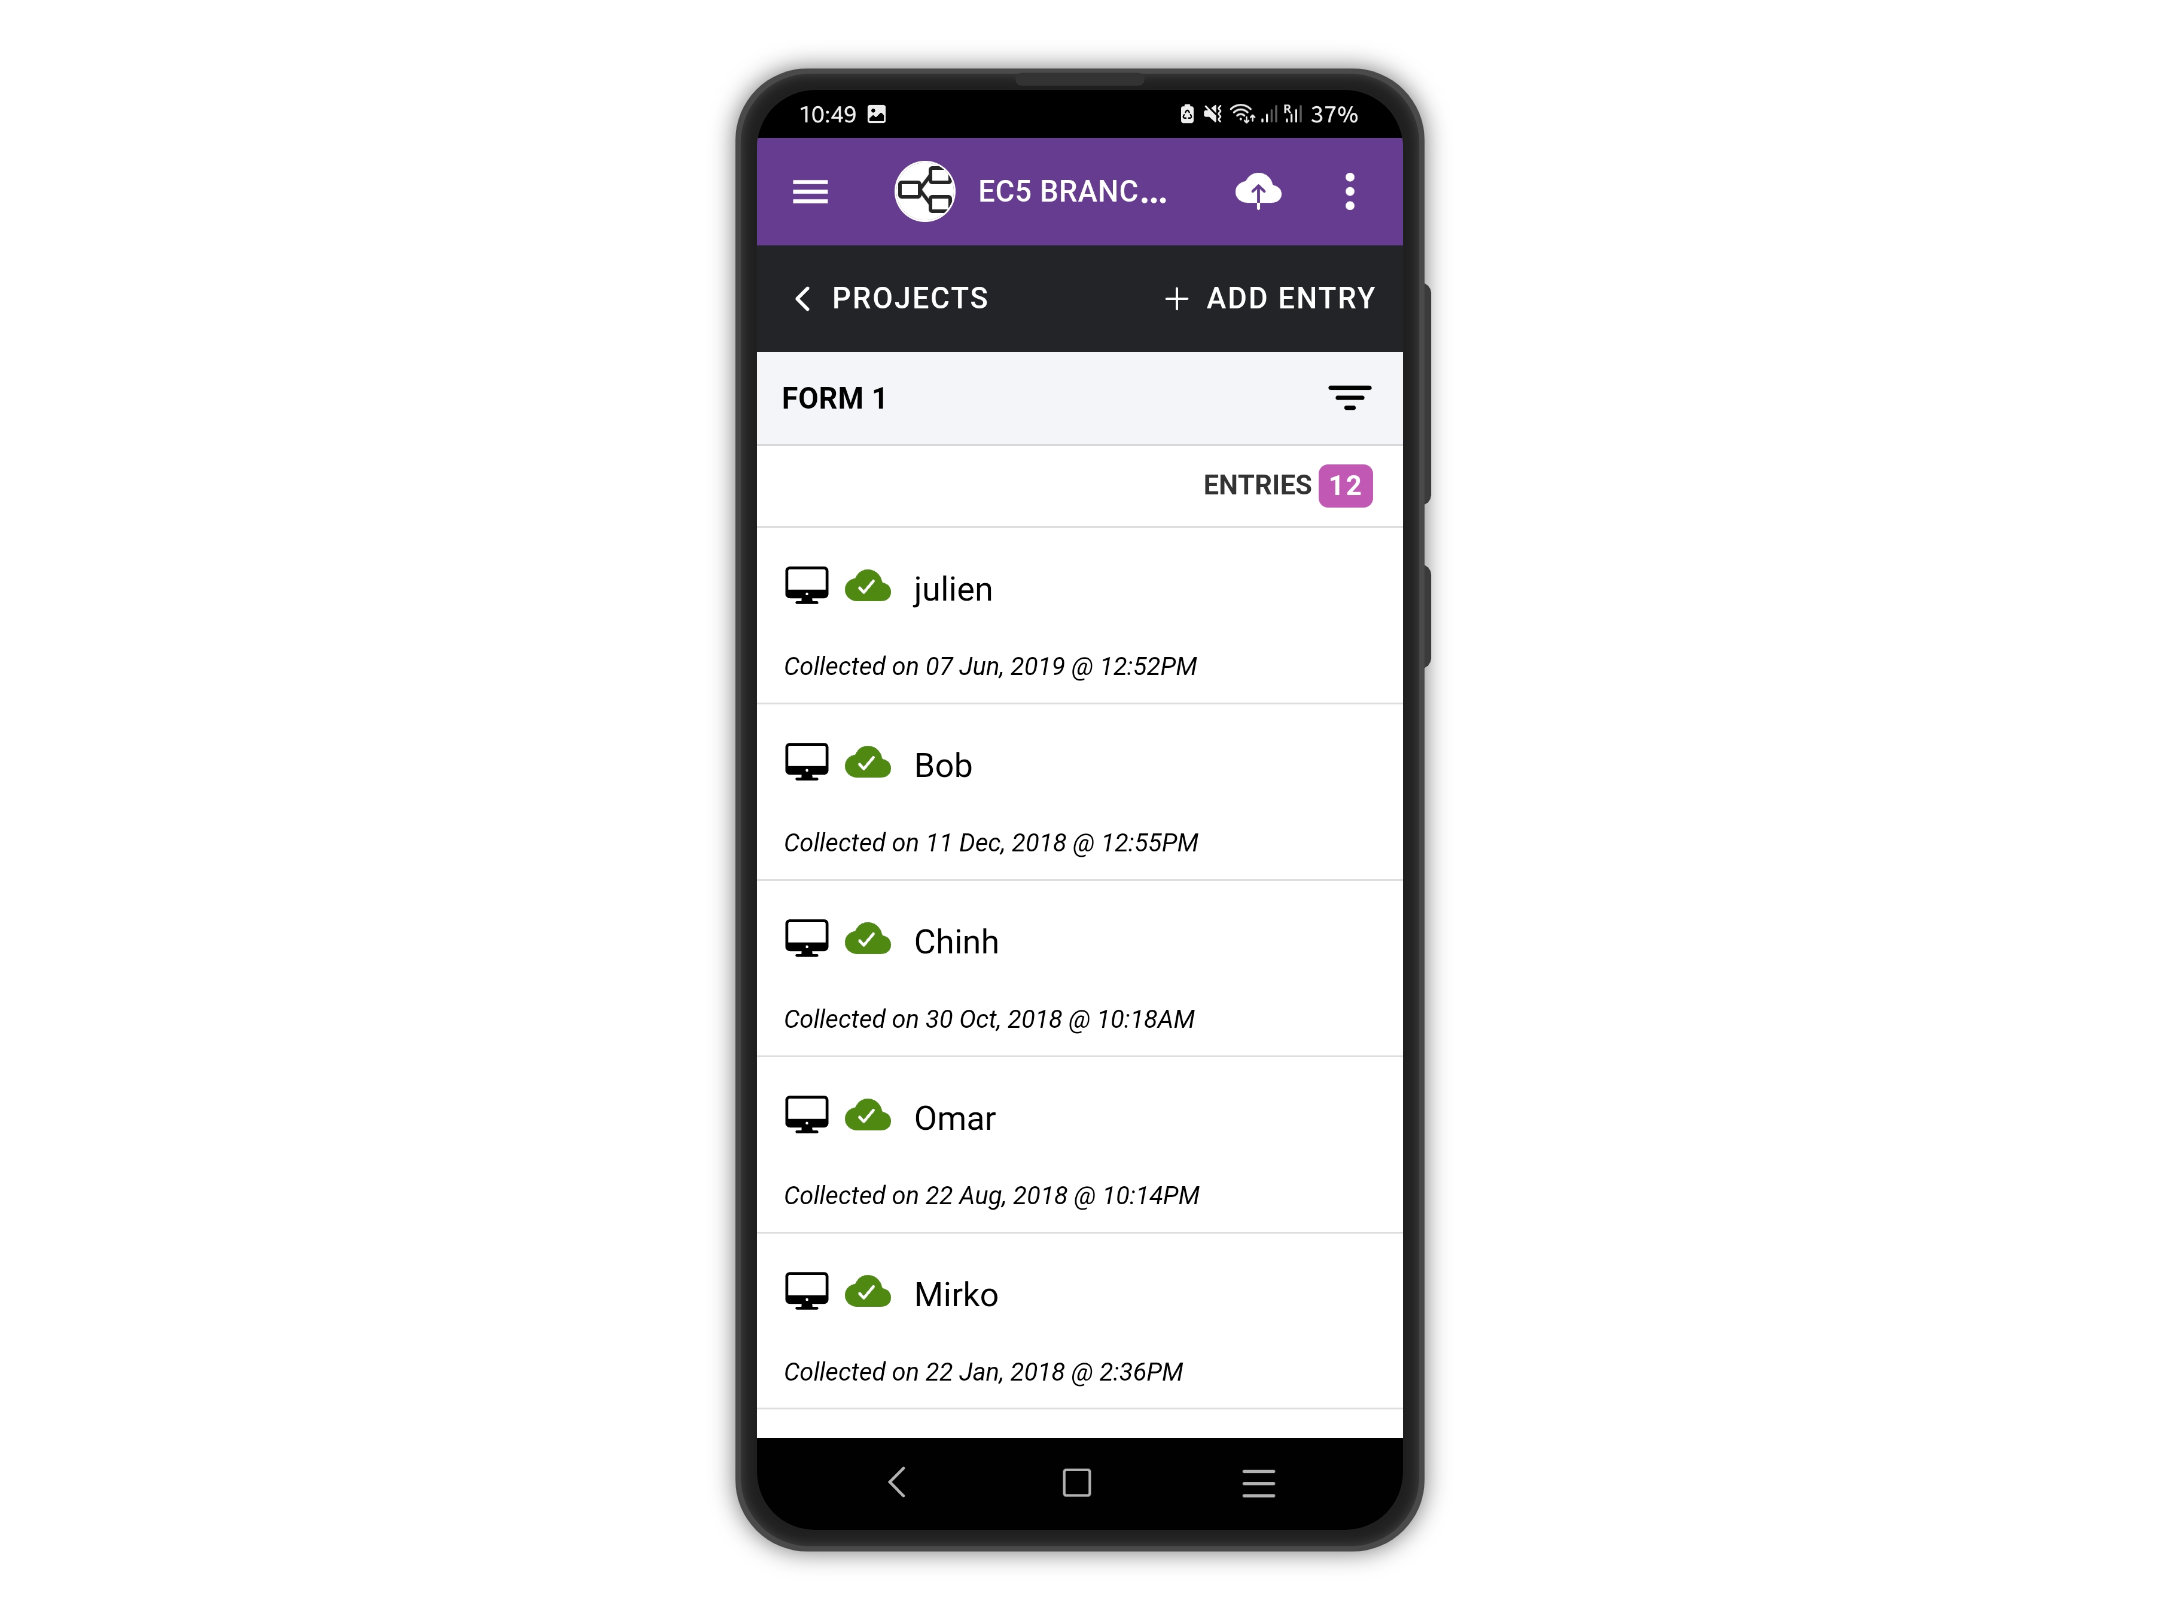 10:49 37%
EC5 BRANC...
PROJECTS ADD ENTRY
FORM 1
ENTRIES 12
julien
Collected on 07 Jun, 2019 @ 12:52PM
Bob
Collected on 11 Dec, 2018 @ 12:55PM
Chinh
Collected on 30 Oct, 2018 @ 10:18AM
Omar
Collected on 22 Aug, 2018 @ 10:14PM
Mirko
Collected on 22 Jan, 2018 @ 2:36PM